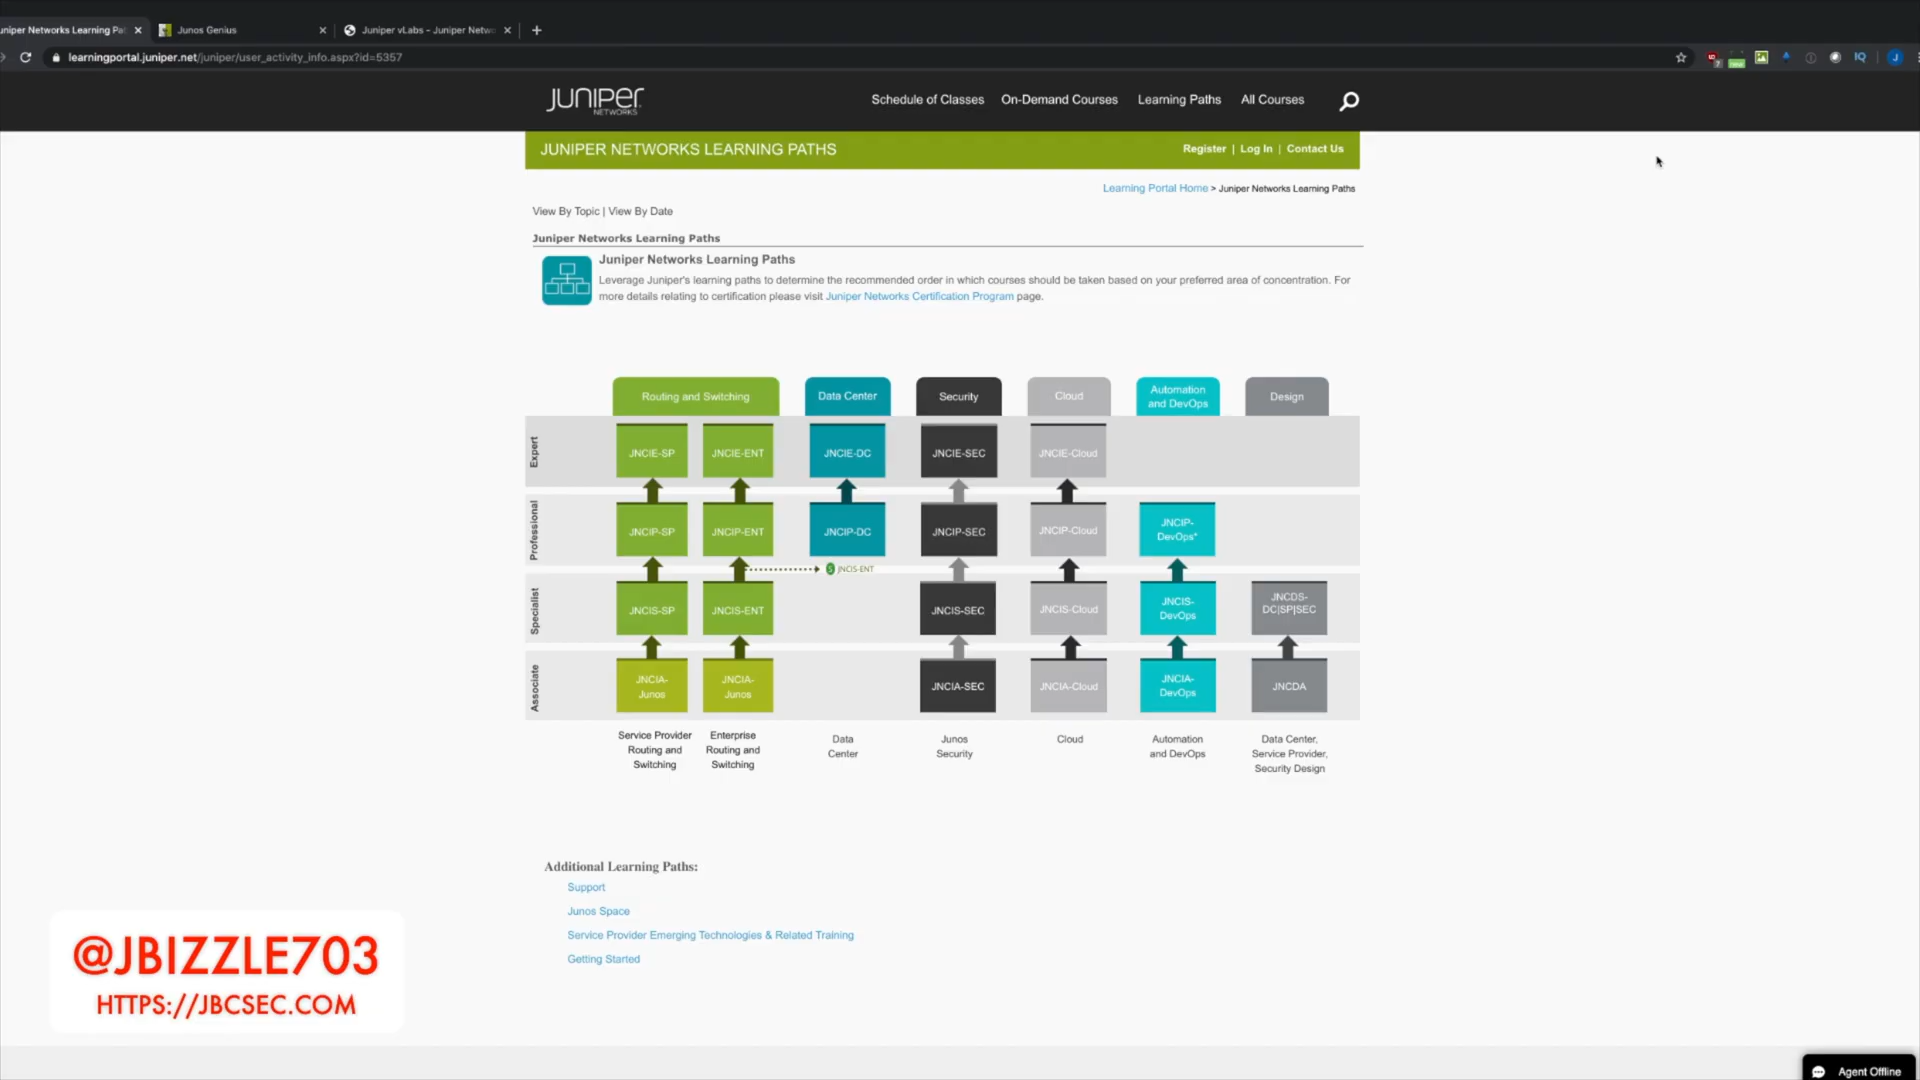 uniper Networks Learning Pat
Junos Genius
Juniper vLabs - Juniper Netwo
learningportal.juniper.net/juniper/user_activity_info.aspx?id=5357
IQ
J
JUNIPER
NETWORKS
Schedule of Classes
On-Demand Courses
Learning Paths
All Courses
JUNIPER NETWORKS LEARNING PATHS
Register | Log In | Contact Us
Learning Portal Home > Juniper Networks Learning Paths
View By Topic | View By Date
Juniper Networks Learning Paths
Juniper Networks Learning Paths
Leverage Juniper's learning paths to determine the recommended order in which courses should be taken based on your preferred area of concentration. For
more details relating to certification please visit Juniper Networks Certification Program page.
Routing and Switching
Data Center
Security
Cloud
Automation
and DevOps
Design
Expert
JNCIE-SP
JNCIE-ENT
JNCIE-DC
JNCIE-SEC
JNCIE-Cloud
Professional
JNCIP-SP
JNCIP-ENT
JNCIP-DC
JNCIP-SEC
JNCIP-Cloud
JNCIP-
DevOps*
JNCIS-ENT
Specialist
JNCIS-SP
JNCIS-ENT
JNCIS-SEC
JNCIS-Cloud
JNCIS-
DevOps
JNCDS-
DC|SP|SEC
Associate
JNCIA-
Junos
JNCIA-
Junos
JNCIA-SEC
JNCIA-Cloud
JNCIA-
DevOps
JNCDA
Service Provider
Routing and
Switching
Enterprise
Routing and
Switching
Data
Center
Junos
Security
Cloud
Automation
and DevOps
Data Center,
Service Provider,
Security Design
Additional Learning Paths:
Support
Junos Space
Service Provider Emerging Technologies & Related Training
Getting Started
@JBIZZLE703
HTTPS://JBCSEC.COM
Agent Offline